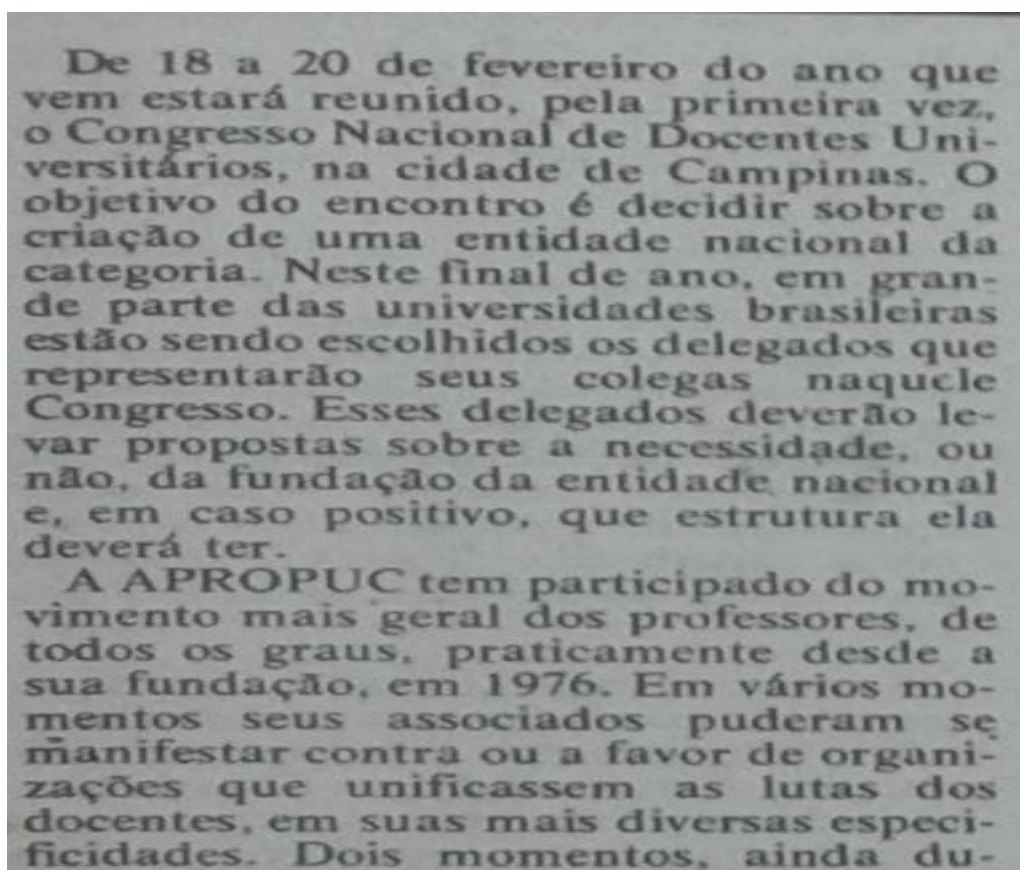 De 18 a 20 de fevereiro do ano que
vem estará reunido, pela primeira vez,
o Congresso Nacional de Docentes Uni-
versitários, na cidade de Campinas. O
objetivo do encontro é decidir sobre a
criação de uma entidade nacional da
categoria. Neste final de ano, em gran-
de parte das universidades brasileiras
estão sendo escolhidos os delegados que
representarão seus colegas naquele
Congresso. Esses delegados deverão le-
var propostas sobre a necessidade, ou
não, da fundação da entidade nacional
e, em caso positivo, que estrutura ela
deverá ter.
A APROPUC tem participado do mo-
vimento mais geral dos professores, de
todos os graus, praticamente desde a
sua fundação, em 1976. Em vários mo-
mentos seus associados puderam se
manifestar contra ou a favor de organi-
zações que unificassem as lutas dos
docentes, em suas mais diversas especi-
ficidades. Dois momentos, ainda du-